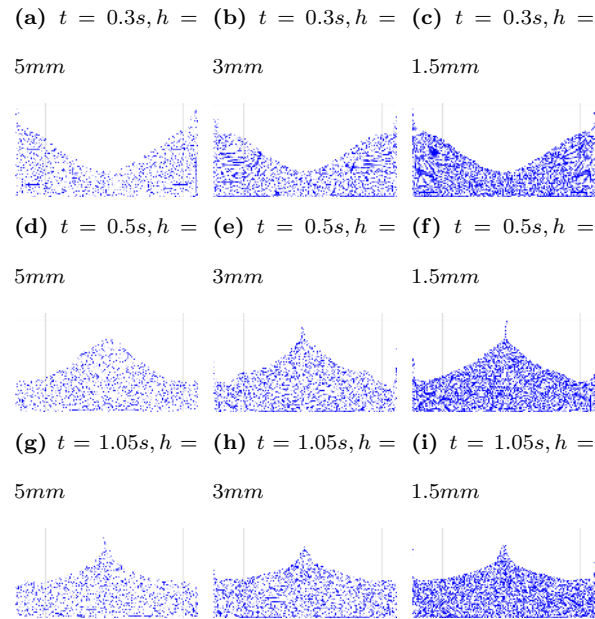 (a) t = 0.3s, h = 5mm
(b) t = 0.3s, h = 3mm
(c) t = 0.3s, h = 1.5mm
(d) t = 0.5s, h = 5mm
(e) t = 0.5s, h = 3mm
(f) t = 0.5s, h = 1.5mm
(g) t = 1.05s, h = 5mm
(h) t = 1.05s, h = 3mm
(i) t = 1.05s, h = 1.5mm